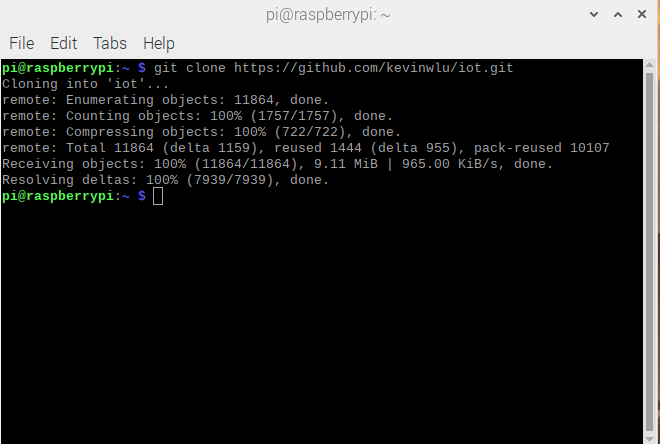 pi@raspberrypi: ~
File Edit Tabs Help
pi@raspberrypi:~ $ git clone https://github.com/kevinwlu/iot.git
Cloning into 'iot'...
remote: Enumerating objects: 11864, done.
remote: Counting objects: 100% (1757/1757), done.
remote: Compressing objects: 100% (722/722), done.
remote: Total 11864 (delta 1159), reused 1444 (delta 955), pack-reused 10107
Receiving objects: 100% (11864/11864), 9.11 MiB | 965.00 KiB/s, done.
Resolving deltas: 100% (7939/7939), done.
pi@raspberrypi:~ $